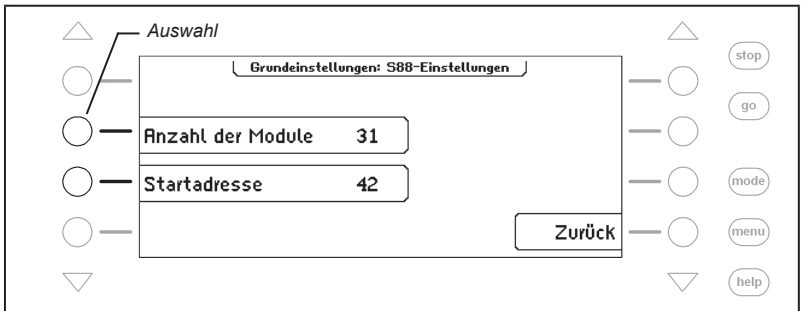 Auswahl
Grundeinstellungen: S88-Einstellungen
stop
go
Anzahl der Module 31
Startadresse 42
mode
Zurück
menu
help